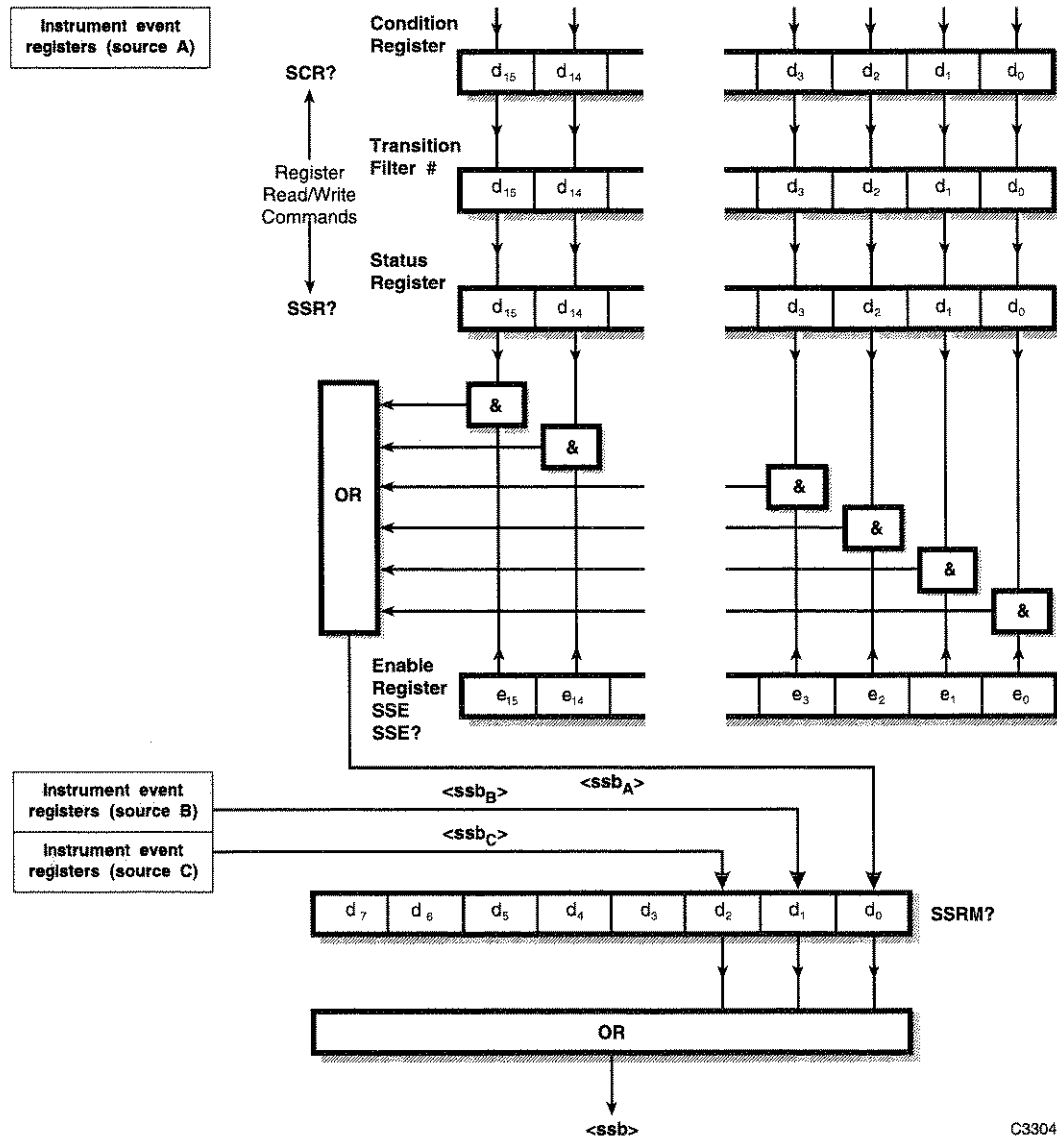 Instrument event
registers (source A)
Condition
Register
SCR?
d15 d14 d3 d2 d1 d0
Transition
Filter #
Register
Read/Write
Commands
d15 d14 d3 d2 d1 d0
Status
Register
SSR?
d15 d14 d3 d2 d1 d0
&
&
OR
&
&
&
&
Enable
Register
SSE
SSE?
e15 e14 e3 e2 e1 e0
<ssbA>
Instrument event
registers (source B)
<ssbB>
Instrument event
registers (source C)
<ssbC>
d7 d6 d5 d4 d3 d2 d1 d0
SSRM?
OR
<ssb>
C3304